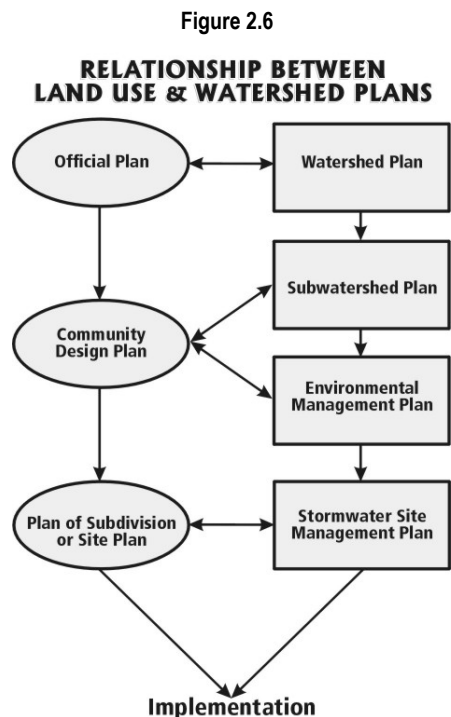 Figure 2.6
RELATIONSHIP BETWEEN
LAND USE & WATERSHED PLANS
Official Plan
Watershed Plan
Subwatershed Plan
Community
Design Plan
Environmental
Management Plan
Plan of Subdivision
or Site Plan
Stormwater Site
Management Plan
Implementation